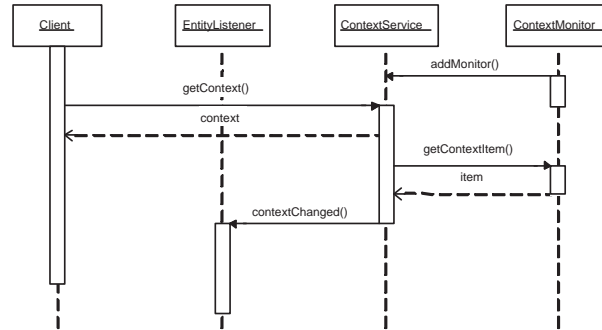 Client
EntityListener
ContextService
ContextMonitor
addMonitor()
getContext()
context
getContextItem()
item
contextChanged()